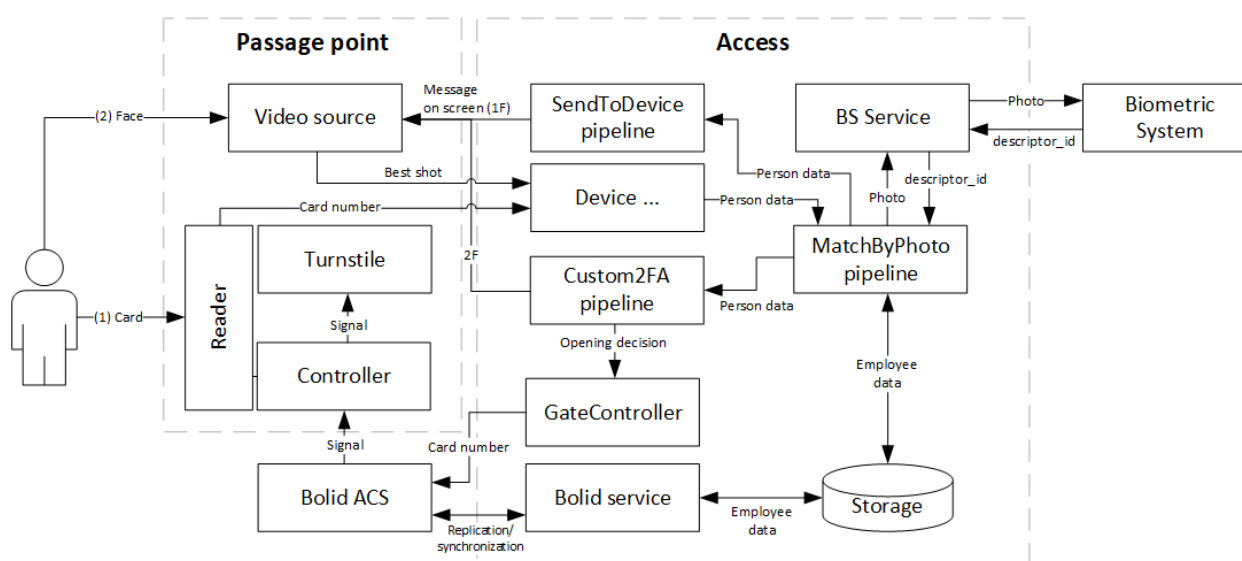 Passage point
Access
Message
on screen (1F)
SendToDevice
pipeline
Video source
BS Service
Photo
Biometric
System
(2) Face
descriptor_id
Best shot
Person data
descriptor_id
Photo
Device ...
Card number
Person data
Turnstile
MatchByPhoto
pipeline
2F
Custom2FA
pipeline
Person data
Reader
(1) Card
Signal
Opening decision
Controller
Employee
data
GateController
Signal
Card number
Bolid ACS
Bolid service
Storage
Employee
data
Replication/
synchronization